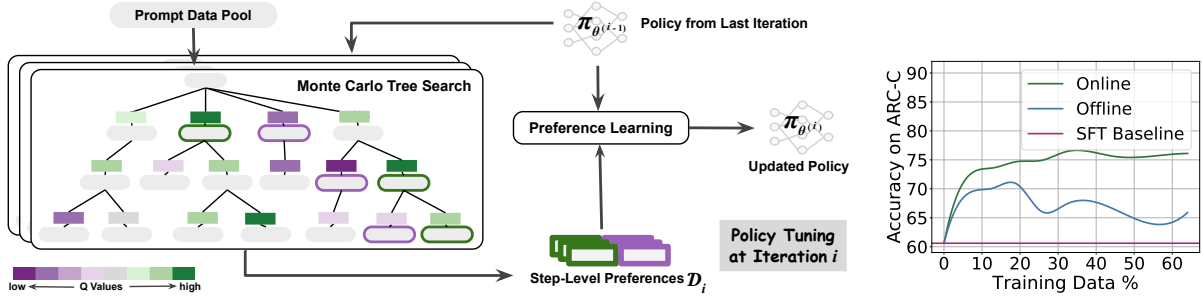 Prompt Data Pool
π_θ(i-1)
Policy from Last Iteration
Monte Carlo Tree Search
Preference Learning
π_θ(i)
Updated Policy
Policy Tuning
at Iteration i
Step-Level Preferences D_i
low
Q Values
high
Accuracy on ARC-C
90
85
80
75
70
65
60
Online
Offline
SFT Baseline
0
10
20
30
40
50
60
Training Data %